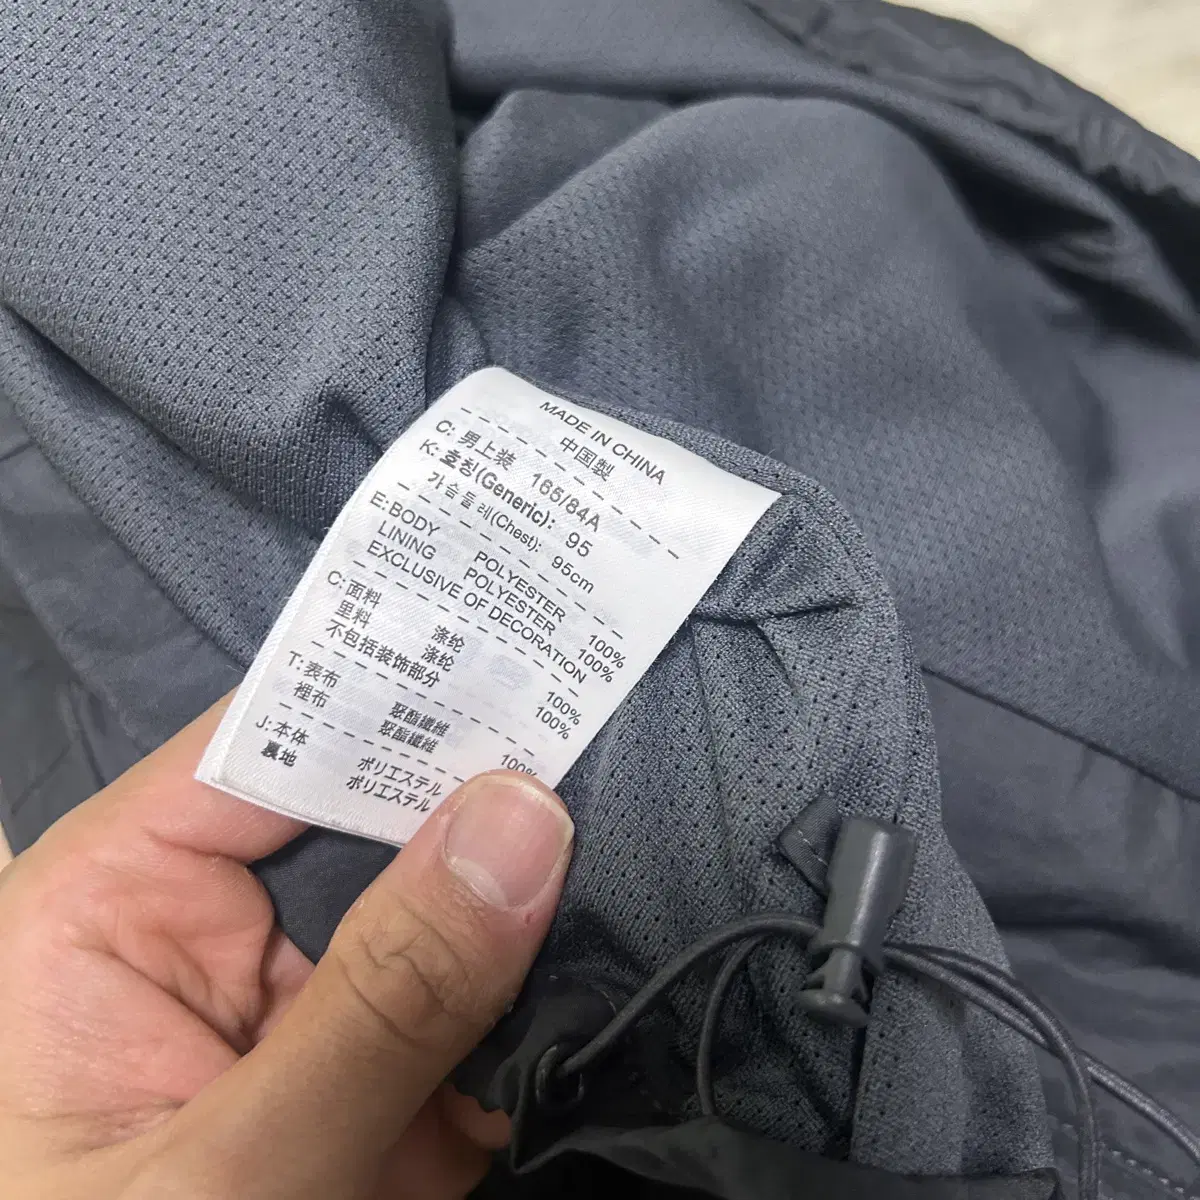 MADE IN CHINA
中国製
C: 男上装 165/84A
K: 호칭(Generic): 95
가슴둘레(Chest): 95cm
E: BODY POLYESTER 100%
LINING POLYESTER 100%
EXCLUSIVE OF DECORATION
C: 面料 涤纶 100%
里料 涤纶 100%
不包括装饰部分
T: 表布 聚酯纖維 100%
裡布 聚酯纖維
J: 本体 ポリエステル
裏地 ポリエステル